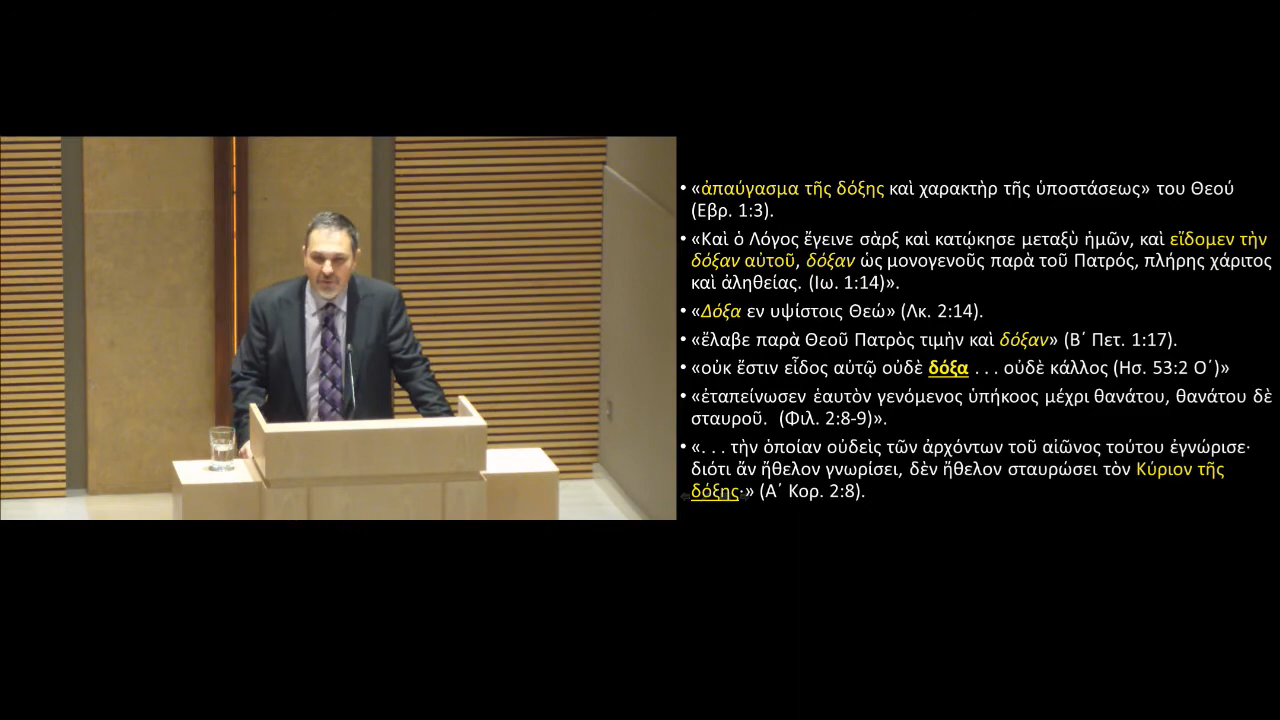 • «ἀπαύγασμα τῆς δόξης καὶ χαρακτὴρ τῆς ὑποστάσεως» του Θεού
(Εβρ. 1:3).
• «Καὶ ὁ Λόγος ἔγεινε σὰρξ καὶ κατῴκησε μεταξὺ ἡμῶν, καὶ εἴδομεν τὴν
δόξαν αὐτοῦ, δόξαν ὡς μονογενοῦς παρὰ τοῦ Πατρός, πλήρης χάριτος
καὶ ἀληθείας. (Ιω. 1:14)».
• «Δόξα εν υψίστοις Θεώ» (Λκ. 2:14).
• «ἔλαβε παρὰ Θεοῦ Πατρὸς τιμὴν καὶ δόξαν» (Β΄ Πετ. 1:17).
• «οὐκ ἔστιν εἶδος αὐτῷ οὐδὲ δόξα . . . οὐδὲ κάλλος (Ησ. 53:2 Ο΄)»
• «ἐταπείνωσεν ἑαυτὸν γενόμενος ὑπήκοος μέχρι θανάτου, θανάτου δὲ
σταυροῦ. (Φιλ. 2:8-9)».
• «. . . τὴν ὁποίαν οὐδεὶς τῶν ἀρχόντων τοῦ αἰῶνος τούτου ἐγνώρισε·
διότι ἂν ἤθελον γνωρίσει, δὲν ἤθελον σταυρώσει τὸν Κύριον τῆς
δόξης·» (Α΄ Κορ. 2:8).